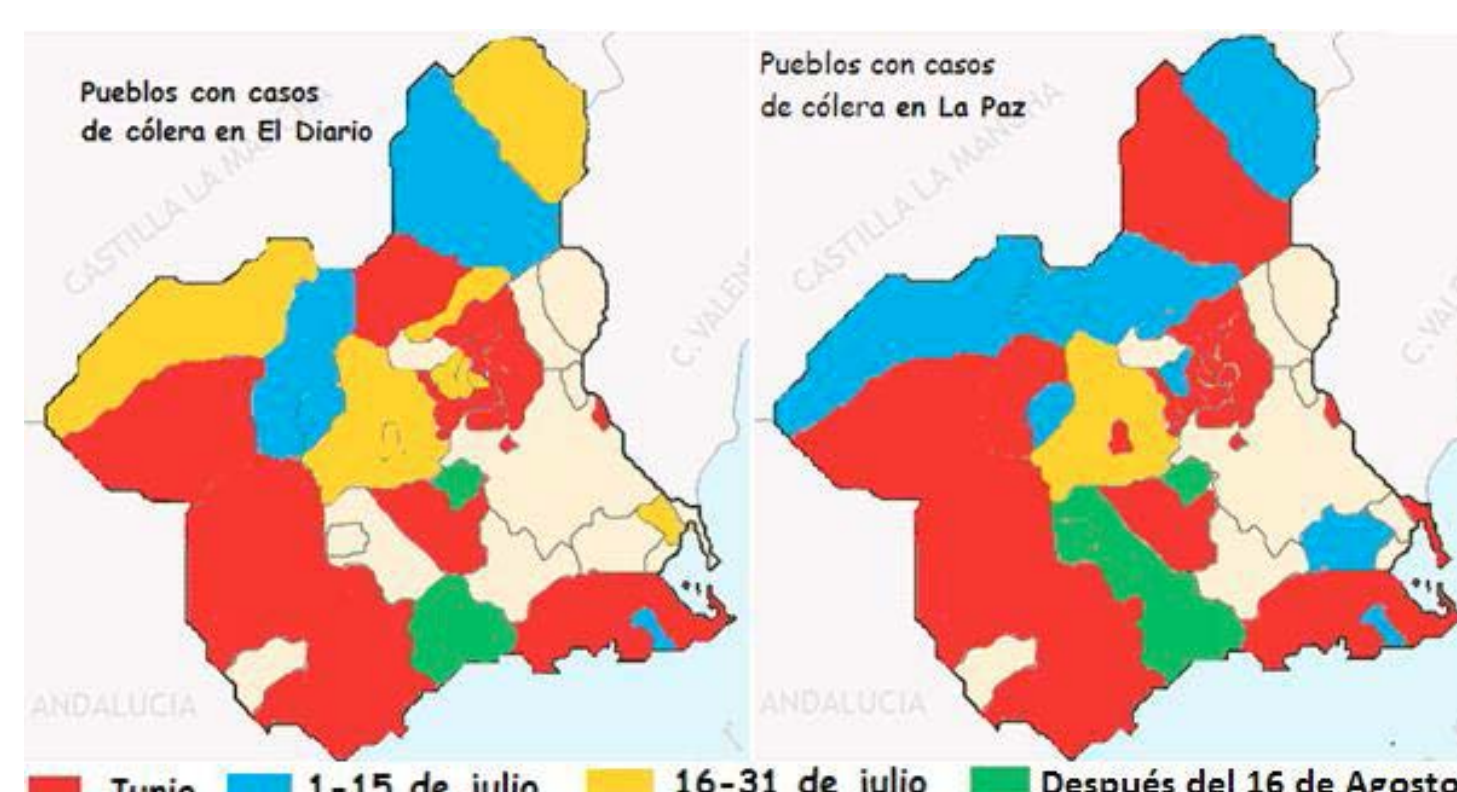 Pueblos con casos
de cólera en El Diario
CASTILLA LA
C. VALEN
ANDALUCIA
Pueblos con casos
de cólera en La Paz
CASTILLA LA MANCHA
C. VAL
ANDALUCIA
Junio
1-15 de julio
16-31 de julio
Después del 16 de Agosto